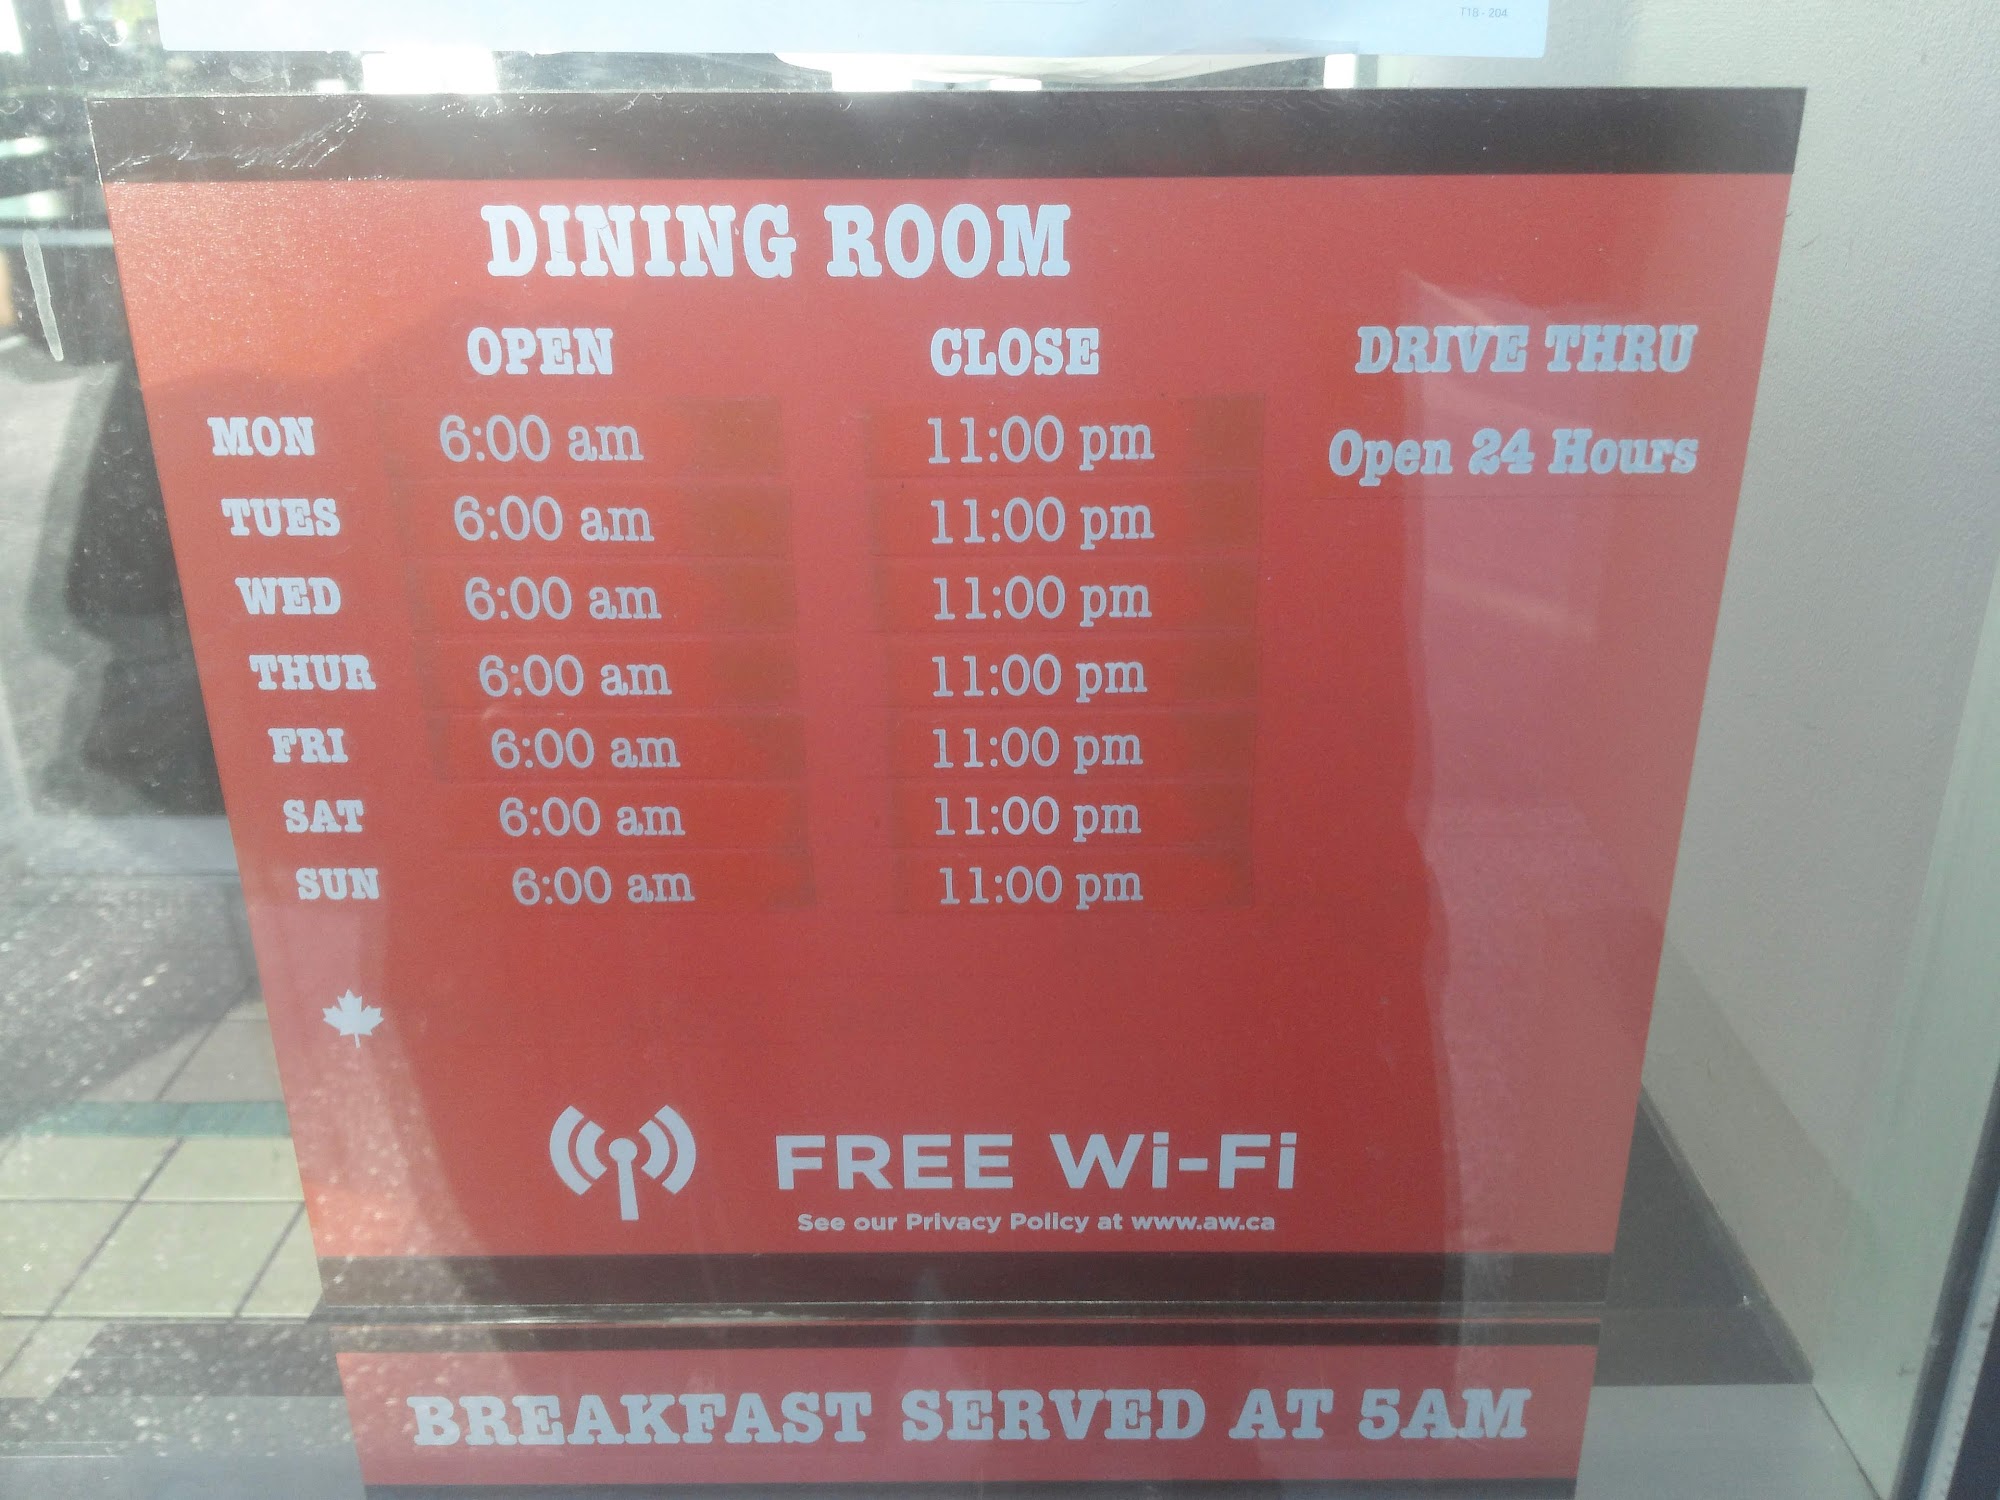 T18 - 204
DINING ROOM
OPEN CLOSE DRIVE THRU
MON 6:00 am 11:00 pm Open 24 Hours
TUES 6:00 am 11:00 pm
WED 6:00 am 11:00 pm
THUR 6:00 am 11:00 pm
FRI 6:00 am 11:00 pm
SAT 6:00 am 11:00 pm
SUN 6:00 am 11:00 pm
FREE Wi-Fi
See our Privacy Policy at www.aw.ca
BREAKFAST SERVED AT 5AM